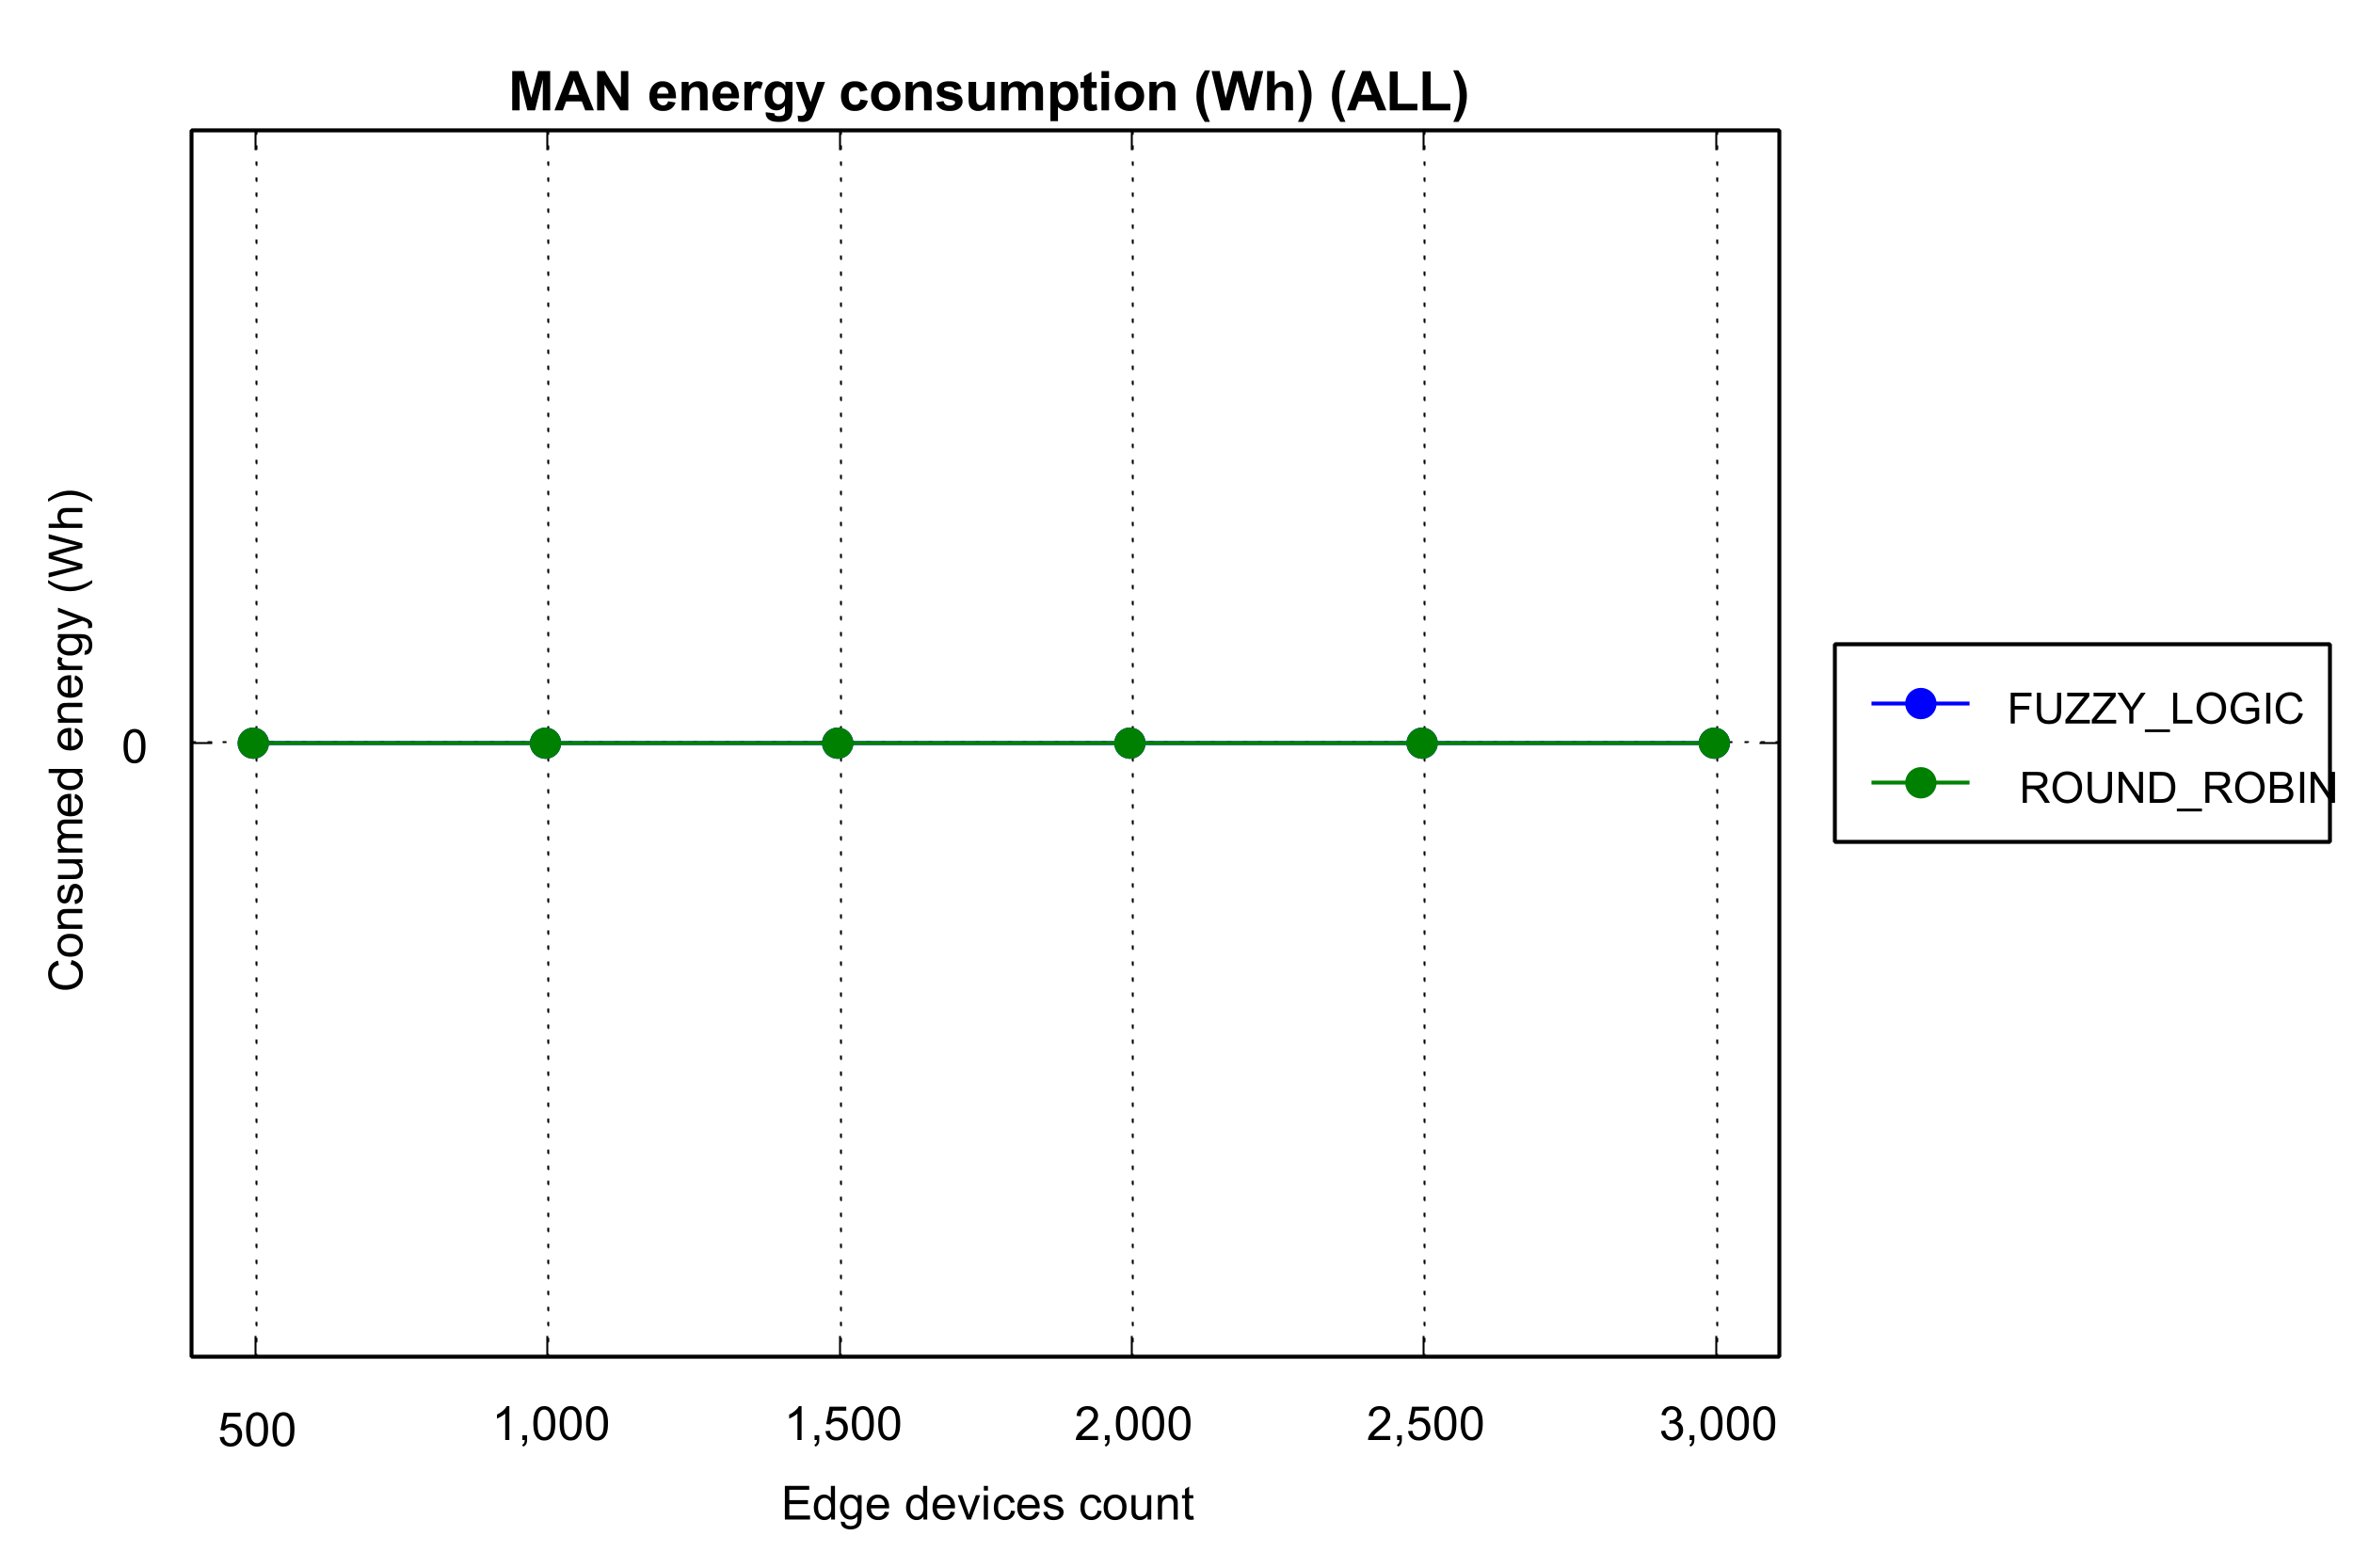 MAN energy consumption (Wh) (ALL)
Consumed energy (Wh)
0
FUZZY_LOGIC
ROUND_ROBIN
500 1,000 1,500 2,000 2,500 3,000
Edge devices count